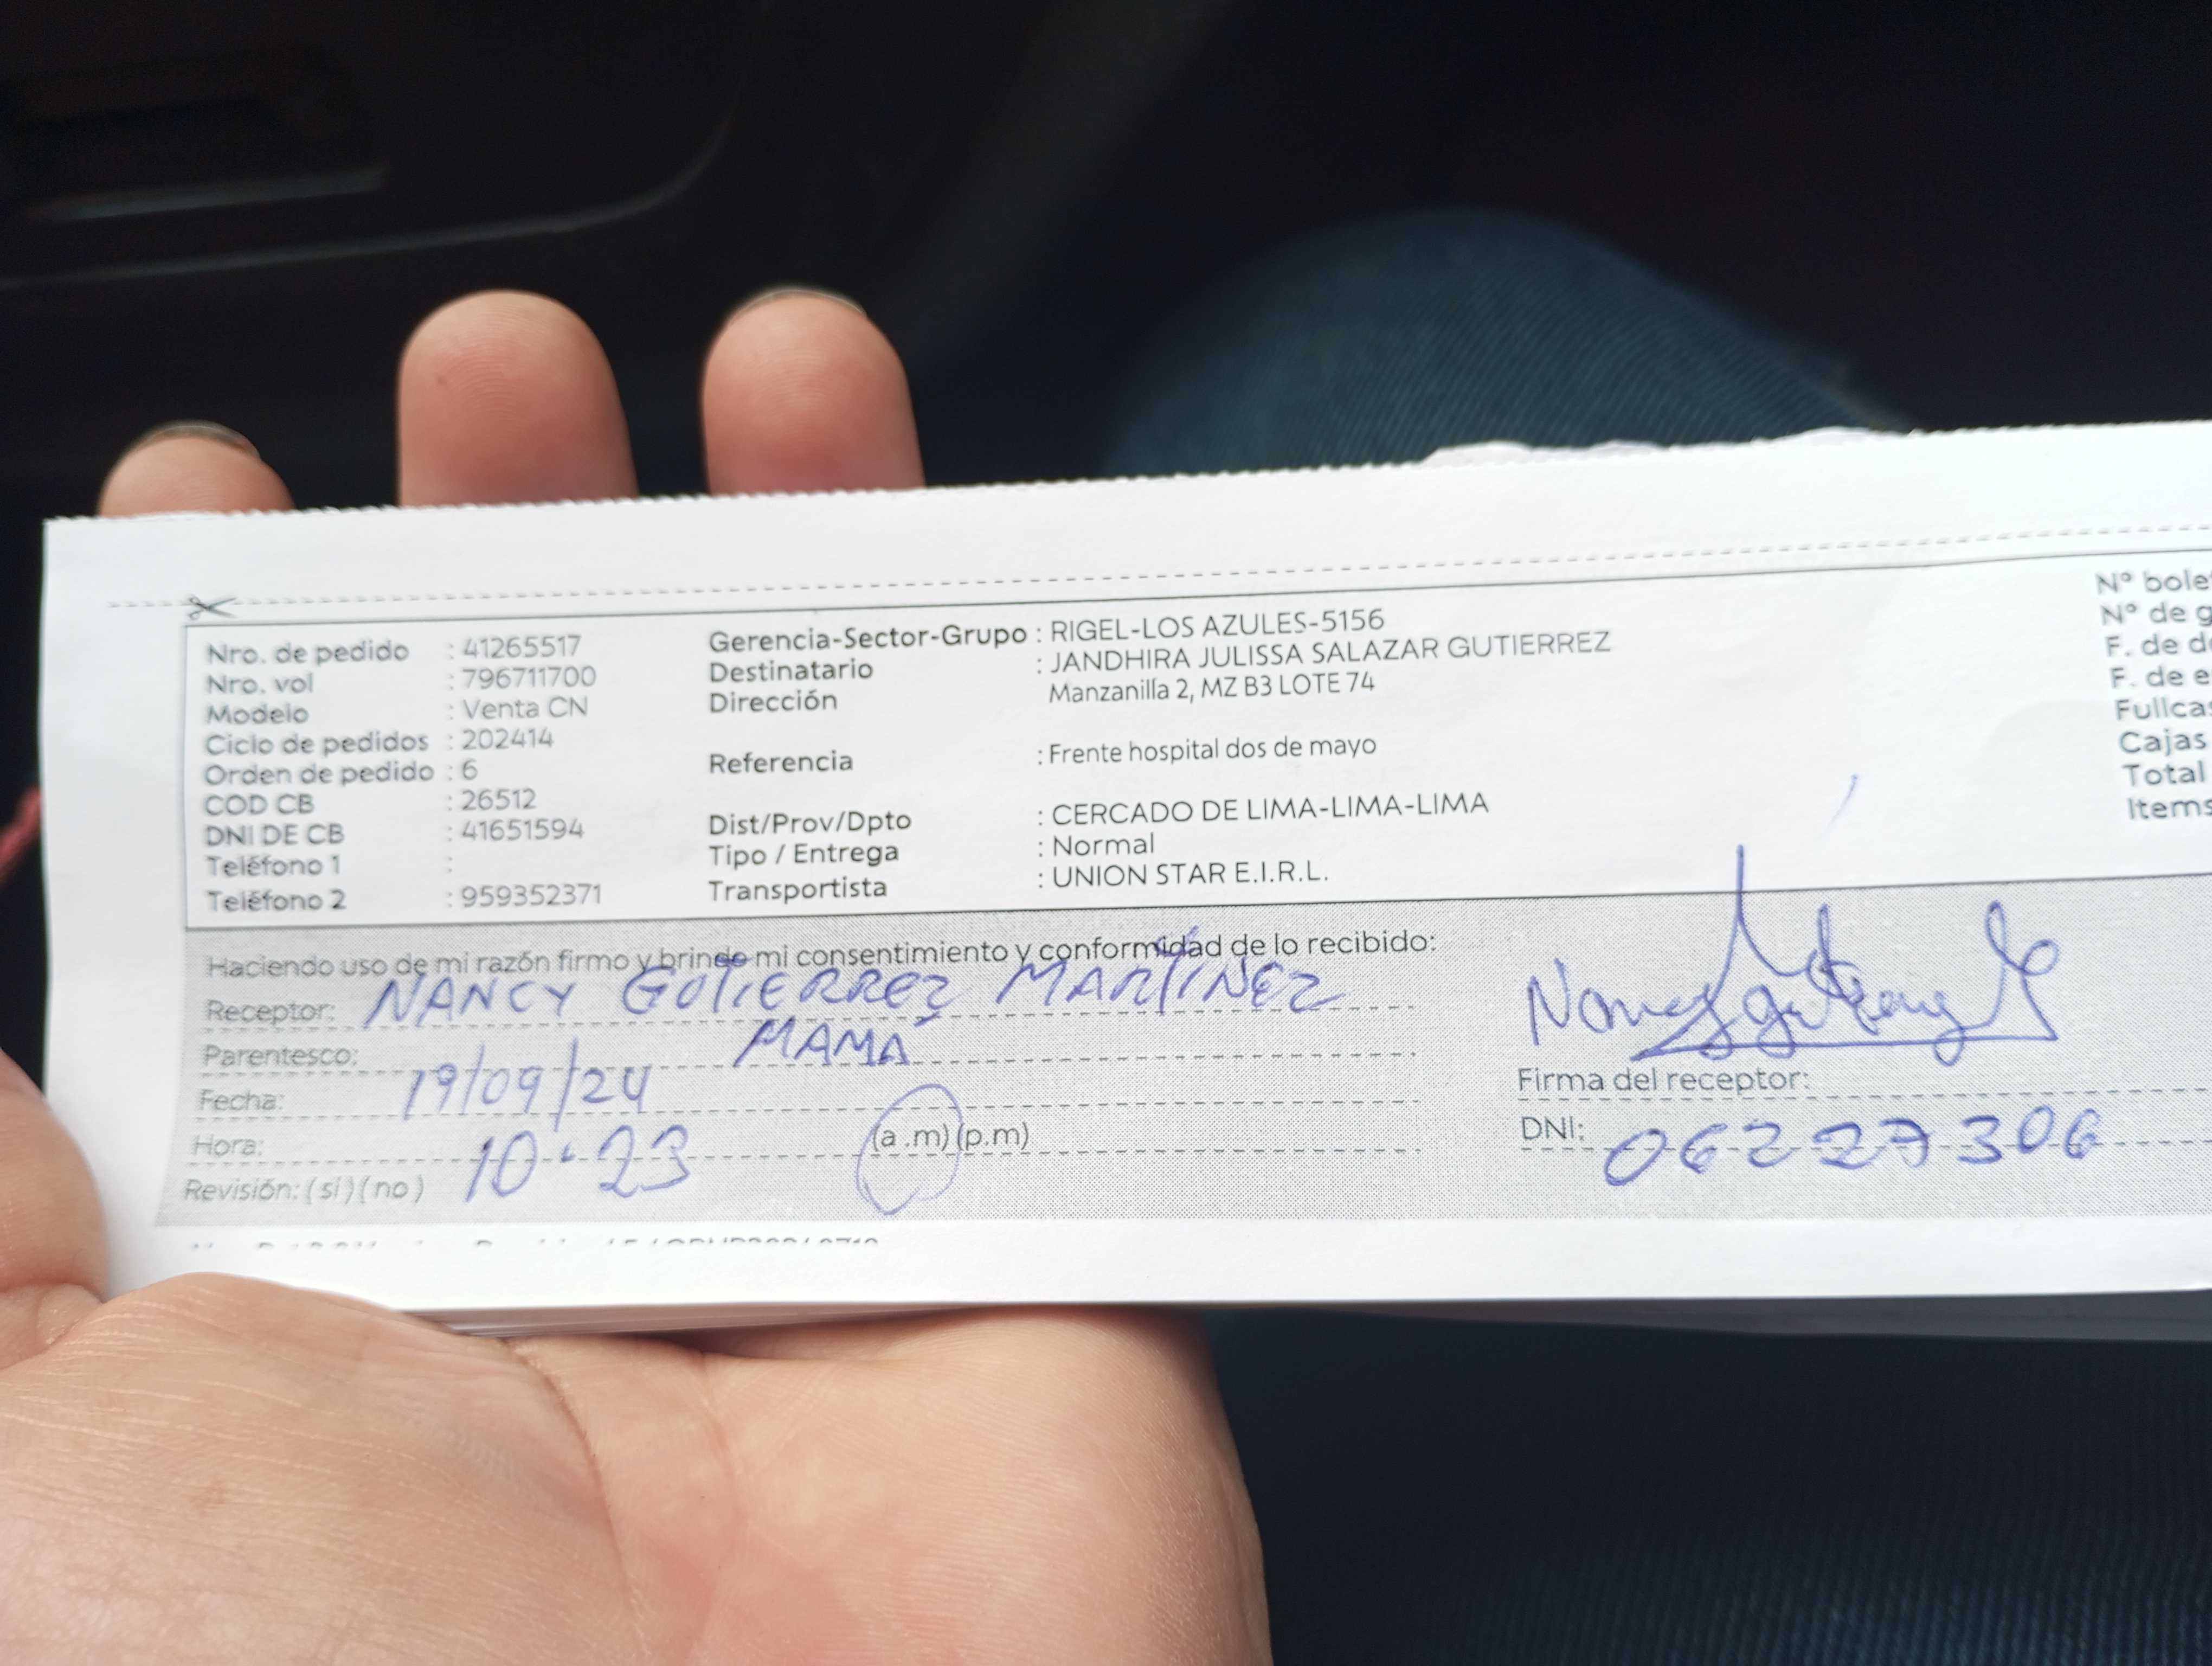 Nro. de pedido : 41265517
Nro. vol : 796711700
Modelo : Venta CN
Ciclo de pedidos : 202414
Orden de pedido : 6
COD CB : 26512
DNI DE CB : 41651594
Teléfono 1 :
Teléfono 2 : 959352371
Gerencia-Sector-Grupo : RIGEL-LOS AZULES-5156
Destinatario : JANDHIRA JULISSA SALAZAR GUTIERREZ
Dirección Manzanilla 2, MZ B3 LOTE 74
Referencia : Frente hospital dos de mayo
Dist/Prov/Dpto : CERCADO DE LIMA-LIMA-LIMA
Tipo / Entrega : Normal
Transportista : UNION STAR E.I.R.L.
Nº bole
Nº de g
F. de d
F. de e
Fullcas
Cajas
Total
Items
Haciendo uso de mi razón firmo y brindo mi consentimiento y conformidad de lo recibido:
Receptor: NANCY GUTIERREZ MARTÍNEZ
Parentesco: MAMÁ
Fecha: 19/09/24
Hora: 10:23 (a .m) (p.m)
Revisión: (si) (no)
Firma del receptor:
DNI: 06227306